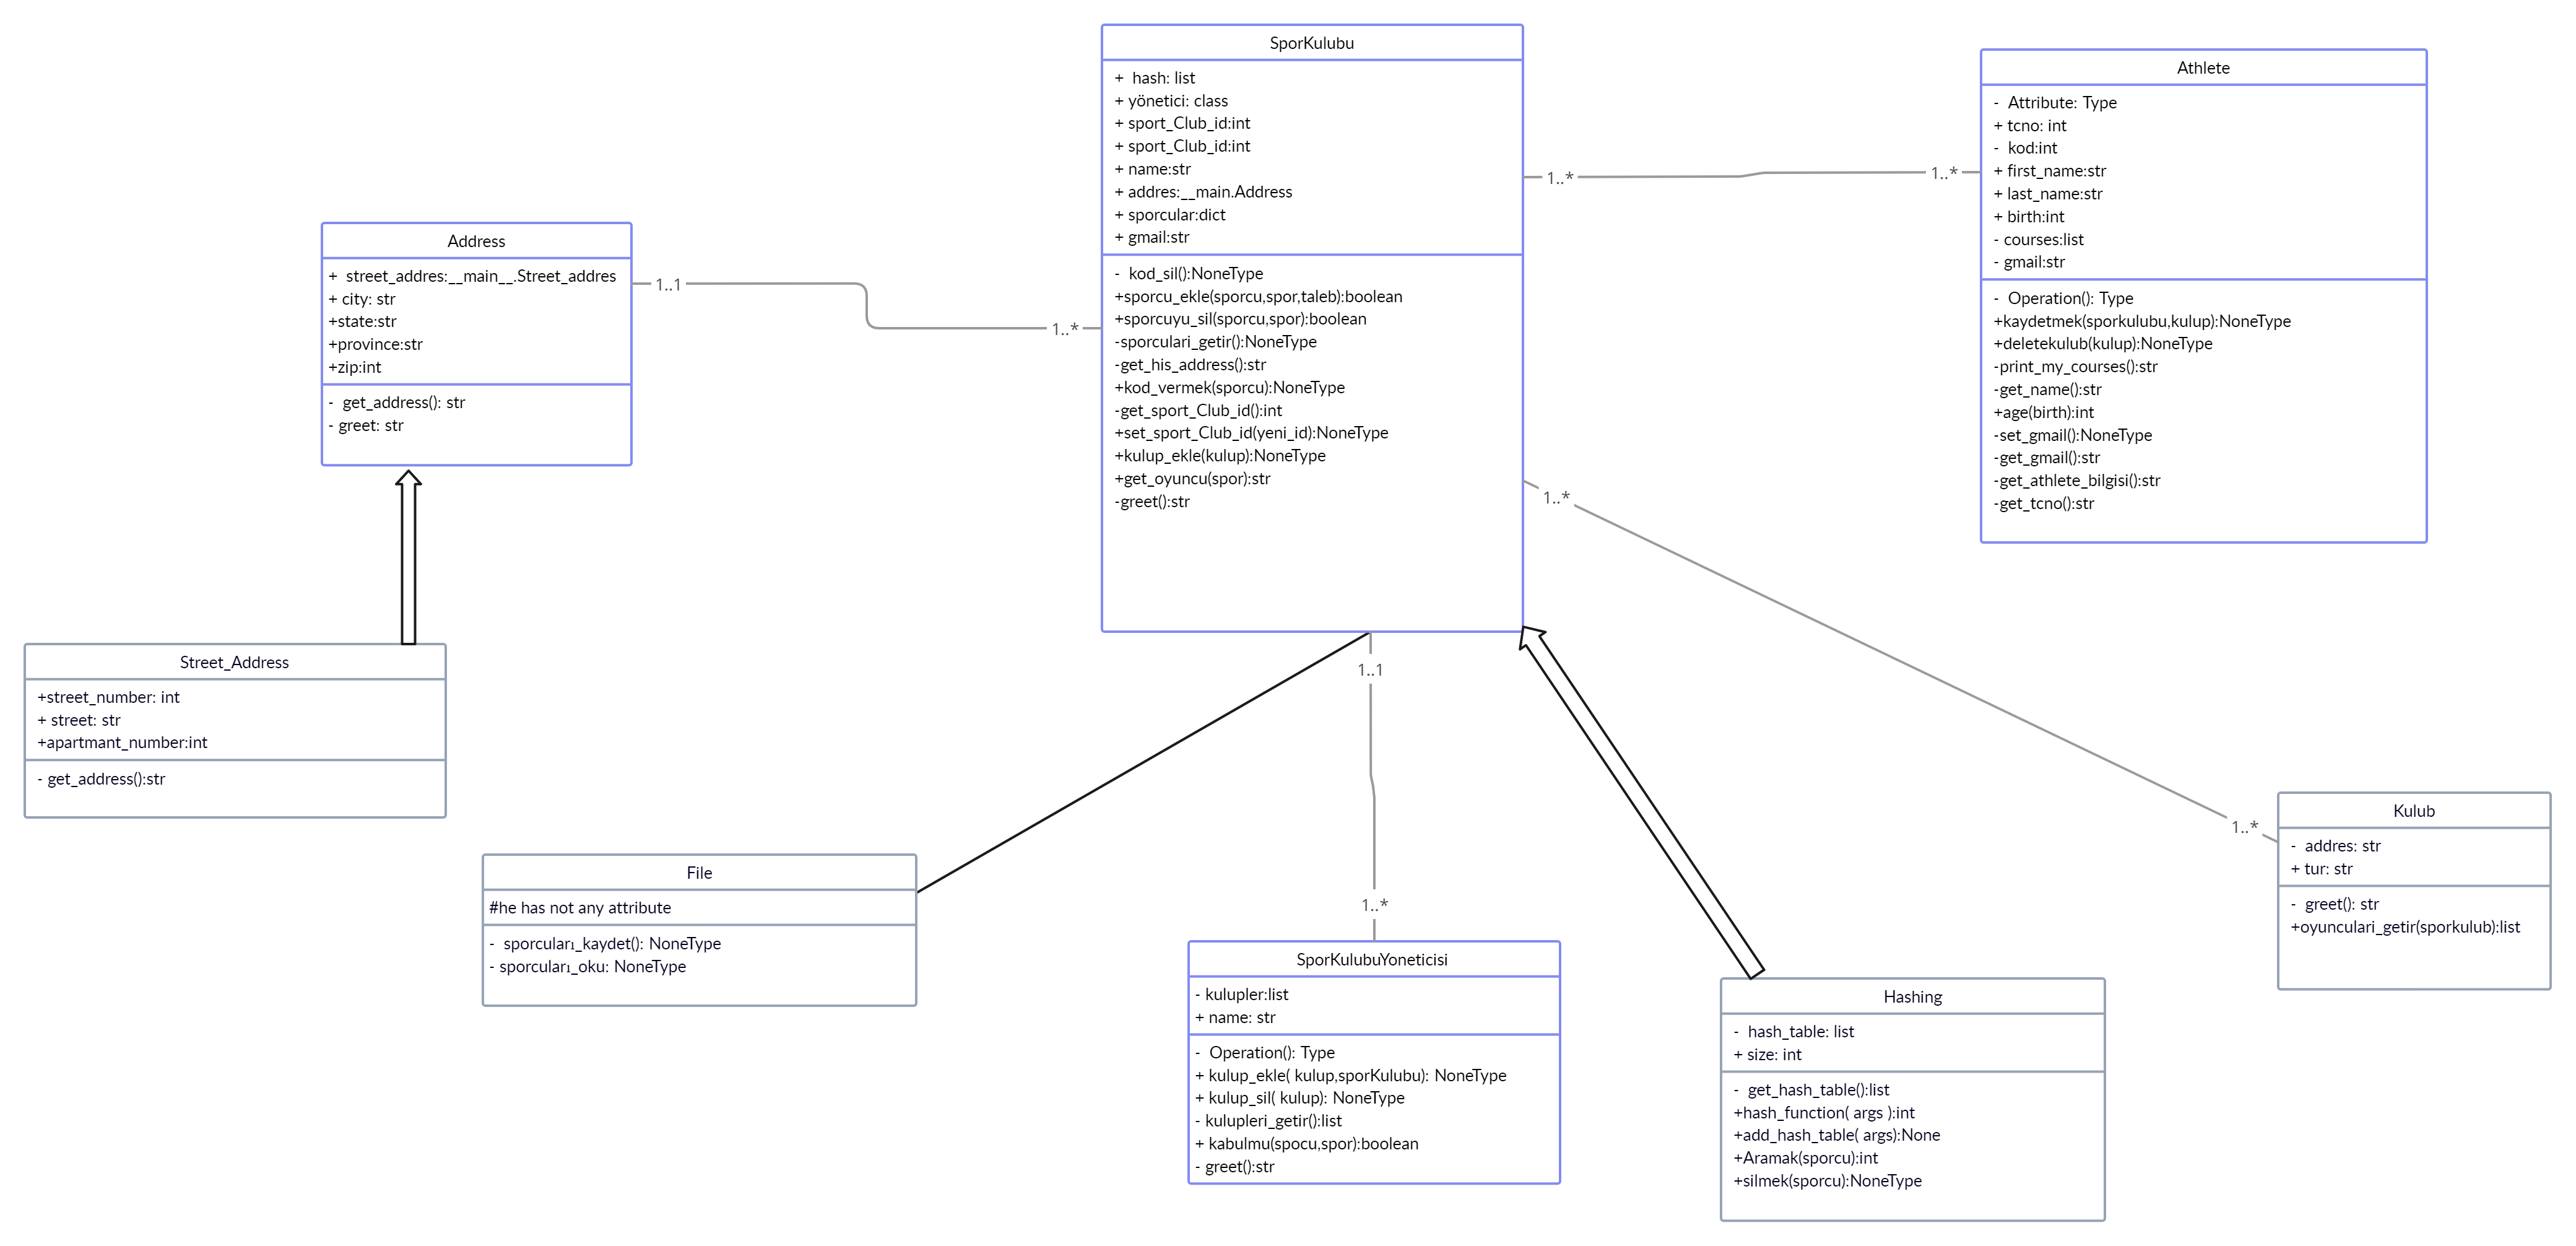 SporKulubu
+  hash: list
+ yönetici: class
+ sport_Club_id:int
+ sport_Club_id:int
+ name:str
+ addres:__main.Address
+ sporcular:dict
+ gmail:str
-  kod_sil():NoneType
+sporcu_ekle(sporcu,spor,taleb):boolean
+sporcuyu_sil(sporcu,spor):boolean
-sporculari_getir():NoneType
-get_his_address():str
+kod_vermek(sporcu):NoneType
-get_sport_Club_id():int
+set_sport_Club_id(yeni_id):NoneType
+kulup_ekle(kulup):NoneType
+get_oyuncu(spor):str
-greet():str
Athlete
-  Attribute: Type
+ tcno: int
-  kod:int
+ first_name:str
+ last_name:str
+ birth:int
- courses:list
- gmail:str
-  Operation(): Type
+kaydetmek(sporkulubu,kulup):NoneType
+deletekulub(kulup):NoneType
-print_my_courses():str
-get_name():str
+age(birth):int
-set_gmail():NoneType
-get_gmail():str
-get_athlete_bilgisi():str
-get_tcno():str
1..*
1..*
Address
+  street_addres:__main__.Street_addres
+ city: str
+state:str
+province:str
+zip:int
-  get_address(): str
- greet: str
1..1
1..*
1..*
1..*
1..1
1..*
Street_Address
+street_number: int
+ street: str
+apartmant_number:int
- get_address():str
File
#he has not any attribute
-  sporcuları_kaydet(): NoneType
- sporcuları_oku: NoneType
SporKulubuYoneticisi
- kulupler:list
+ name: str
-  Operation(): Type
+ kulup_ekle( kulup,sporKulubu): NoneType
+ kulup_sil( kulup): NoneType
- kulupleri_getir():list
+ kabulmu(spocu,spor):boolean
- greet():str
Hashing
-  hash_table: list
+ size: int
-  get_hash_table():list
+hash_function( args ):int
+add_hash_table( args):None
+Aramak(sporcu):int
+silmek(sporcu):NoneType
Kulub
-  addres: str
+ tur: str
-  greet(): str
+oyunculari_getir(sporkulub):list